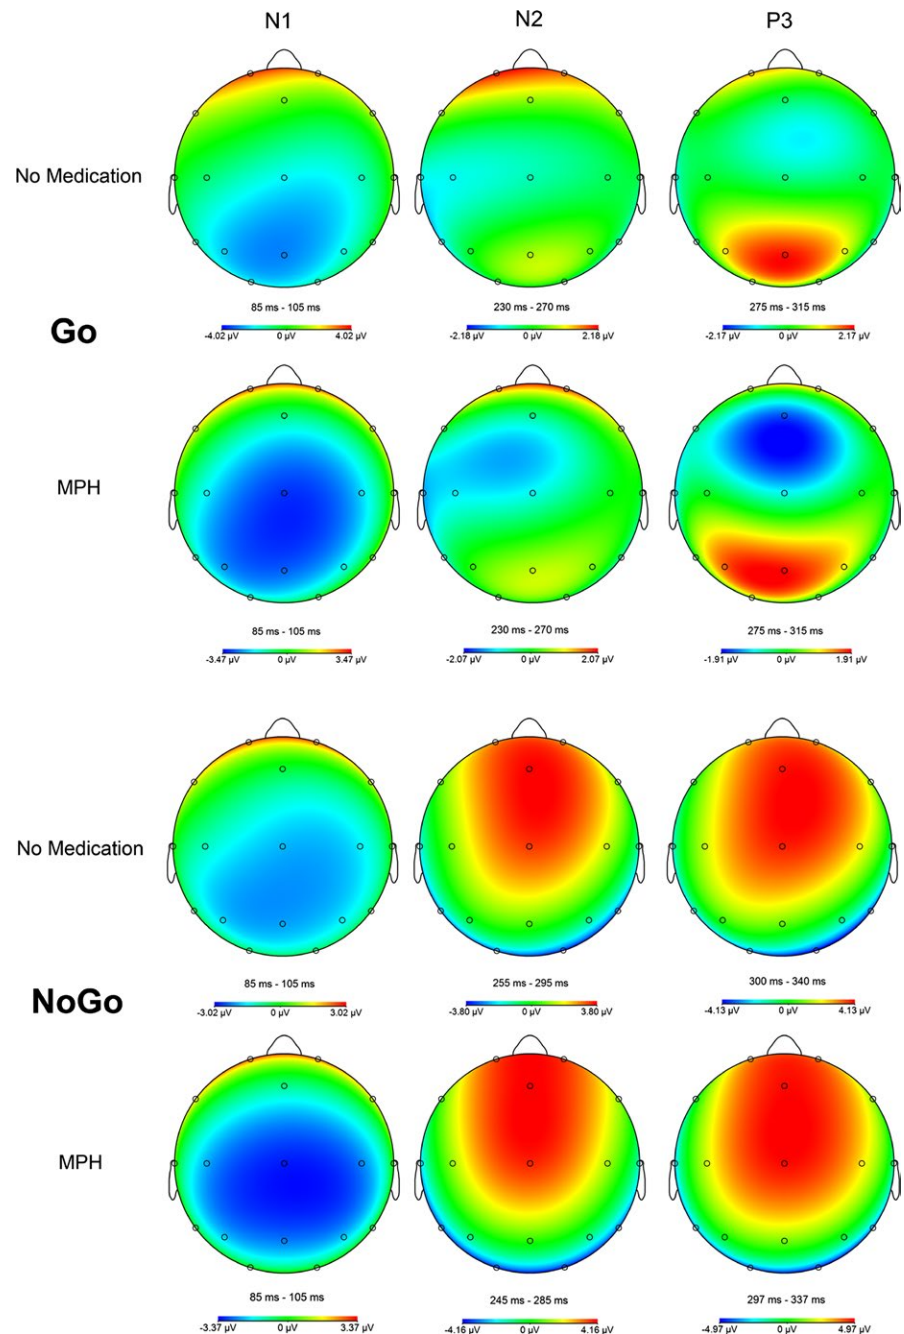 N1 N2 P3
No Medication
85 ms - 105 ms 230 ms - 270 ms 275 ms - 315 ms
Go
-4.02 µV 0 µV 4.02 µV -2.18 µV 0 µV 2.18 µV -2.17 µV 0 µV 2.17 µV
MPH
85 ms - 105 ms 230 ms - 270 ms 275 ms - 315 ms
-3.47 µV 0 µV 3.47 µV -2.07 µV 0 µV 2.07 µV -1.91 µV 0 µV 1.91 µV
No Medication
85 ms - 105 ms 255 ms - 295 ms 300 ms - 340 ms
NoGo
-3.02 µV 0 µV 3.02 µV -3.80 µV 0 µV 3.80 µV -4.13 µV 0 µV 4.13 µV
MPH
85 ms - 105 ms 245 ms - 285 ms 297 ms - 337 ms
-3.37 µV 0 µV 3.37 µV -4.16 µV 0 µV 4.16 µV -4.97 µV 0 µV 4.97 µV